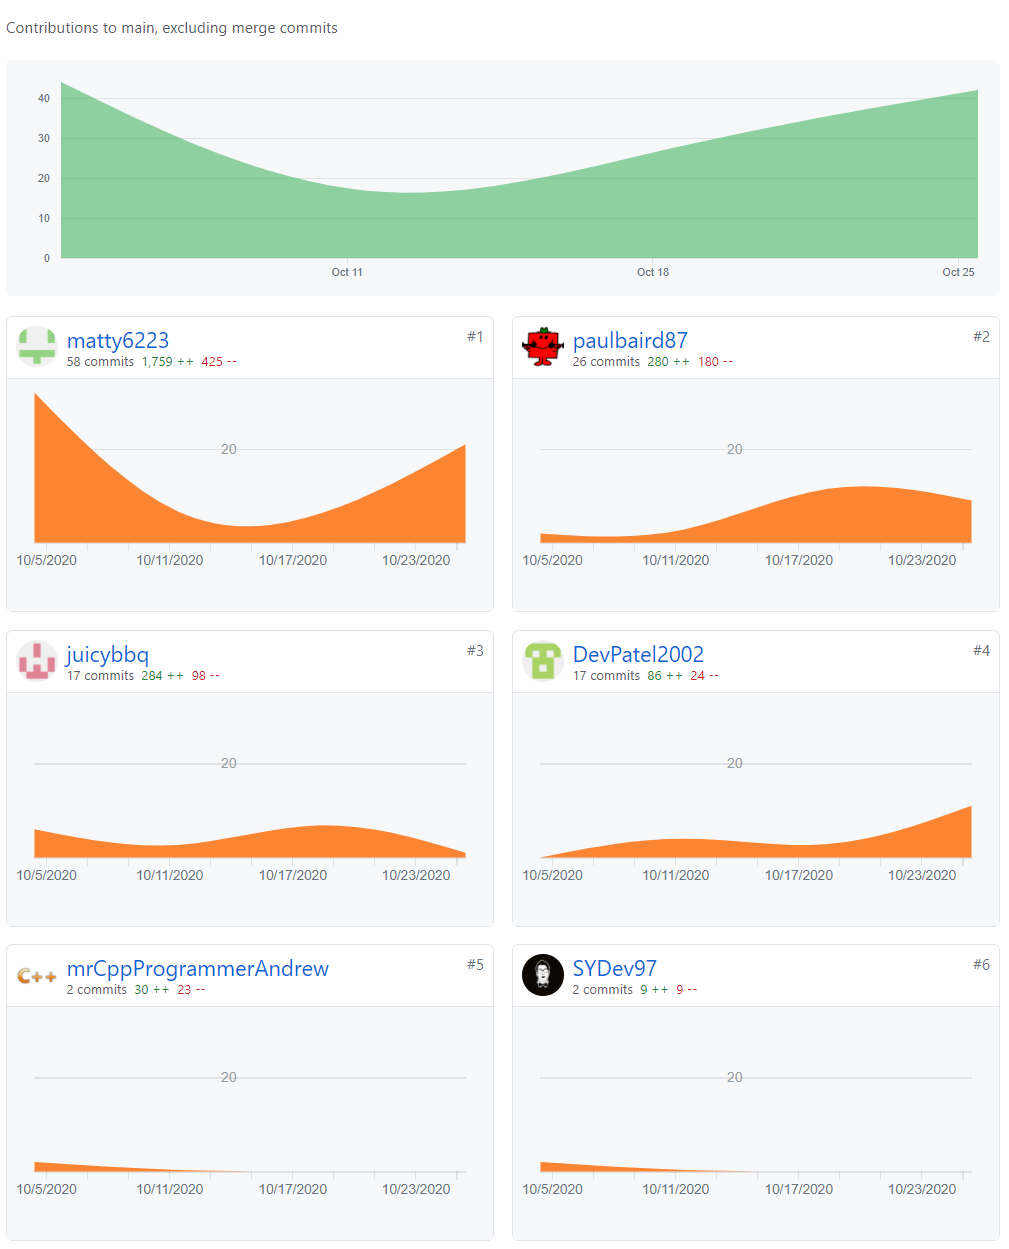 Contributions to main, excluding merge commits
40
30
20
10
0
Oct 11 Oct 18 Oct 25
matty6223 #1
58 commits 1,759 ++ 425 --
20
10/5/2020 10/11/2020 10/17/2020 10/23/2020
paulbaird87 #2
26 commits 280 ++ 180 --
20
10/5/2020 10/11/2020 10/17/2020 10/23/2020
juicybbq #3
17 commits 284 ++ 98 --
20
10/5/2020 10/11/2020 10/17/2020 10/23/2020
DevPatel2002 #4
17 commits 86 ++ 24 --
20
10/5/2020 10/11/2020 10/17/2020 10/23/2020
C++ mrCppProgrammerAndrew #5
2 commits 30 ++ 23 --
20
10/5/2020 10/11/2020 10/17/2020 10/23/2020
SYDev97 #6
2 commits 9 ++ 9 --
20
10/5/2020 10/11/2020 10/17/2020 10/23/2020